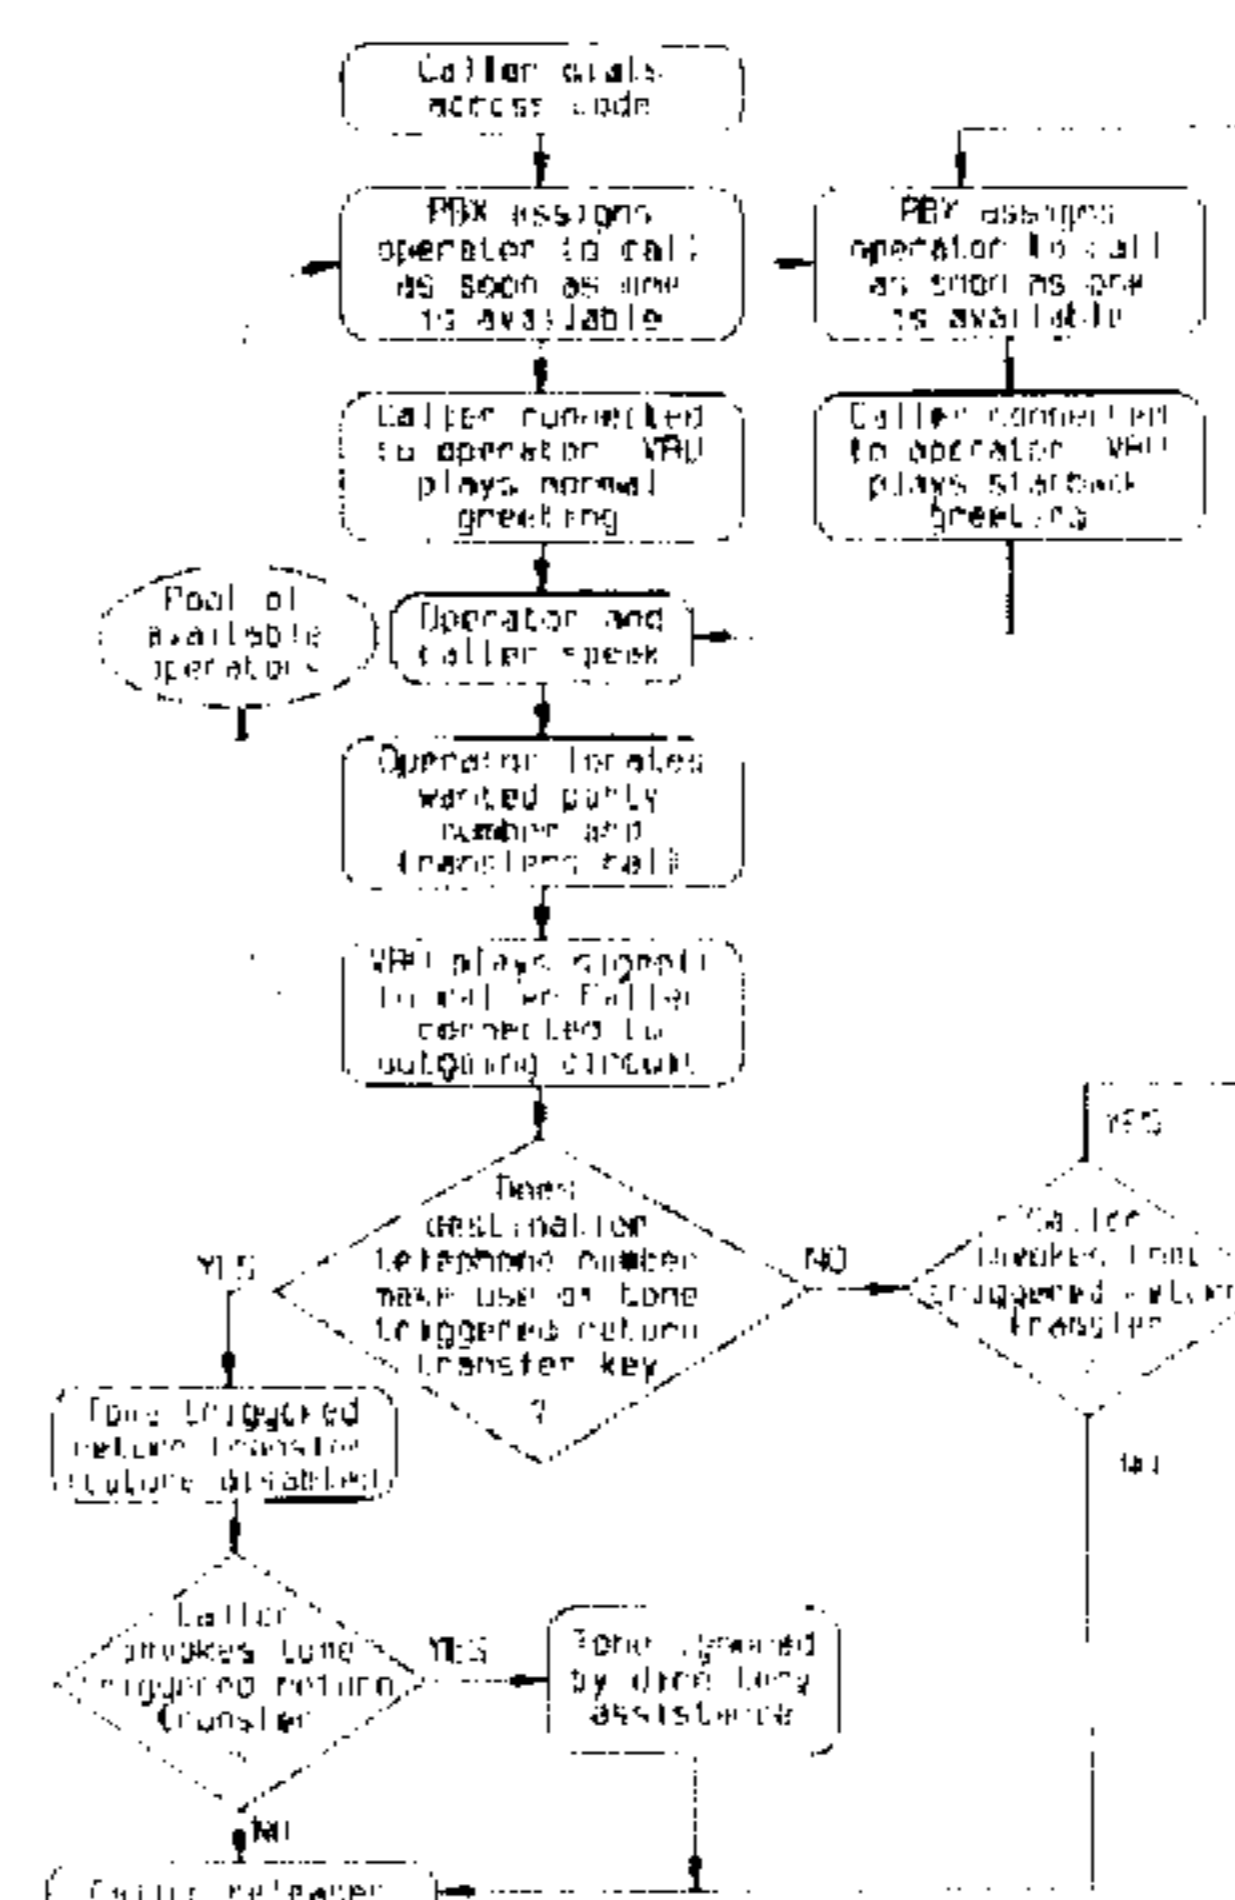 Caller dials
access code
PBX assigns
operator to call
as soon as one
is available
PBX assigns
operator to call
as soon as one
is available
Caller connected
to operator VRU
plays normal
greeting
Caller connected
to operator VRU
plays starback
greeting
Pool of
available
operators
Operator and
caller speak
Operator locates
wanted party
number and
transfers call
VRU plays signoff
to caller Caller
connected to
outgoing circuit
YES
Does
destination
telephone number
make use of tone
triggered return
transfer key
?
NO
YES
Caller
invokes tone
triggered return
transfer
NO
Tone triggered
return transfer
feature disabled
Caller
invokes tone
triggered return
transfer
?
YES
Tone ignored
by directory
assistance
NO
Caller releases